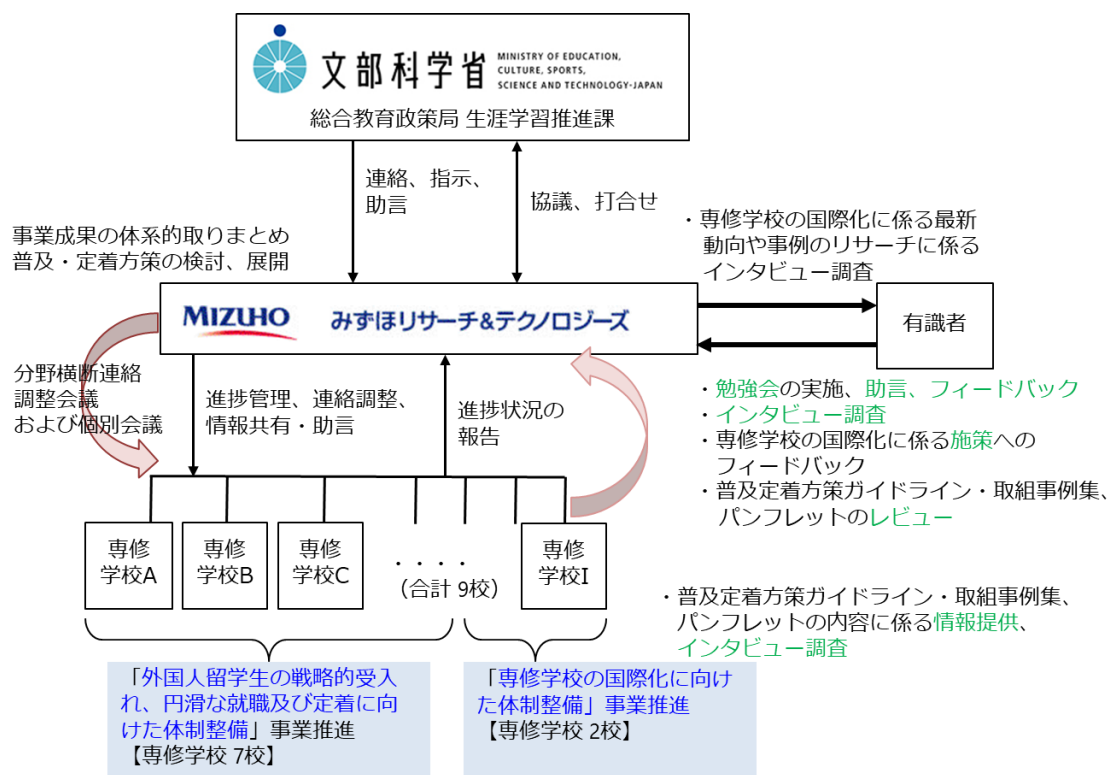 文部科学省
MINISTRY OF EDUCATION,
CULTURE, SPORTS,
SCIENCE AND TECHNOLOGY-JAPAN
総合教育政策局 生涯学習推進課
連絡、指示、
助言
協議、打合せ
事業成果の体系的取りまとめ
普及・定着方策の検討、展開
・専修学校の国際化に係る最新
動向や事例のリサーチに係る
インタビュー調査
MIZUHO みずほリサーチ&テクノロジーズ
有識者
分野横断連絡
調整会議
および個別会議
進捗管理、連絡調整、
情報共有・助言
進捗状況の
報告
・勉強会の実施、助言、フィードバック
・インタビュー調査
・専修学校の国際化に係る施策への
フィードバック
・普及定着方策ガイドライン・取組事例集、
パンフレットのレビュー
専修
学校A
専修
学校B
専修
学校C
・・・・
（合計 9校）
専修
学校I
・普及定着方策ガイドライン・取組事例集、
パンフレットの内容に係る情報提供、
インタビュー調査
「外国人留学生の戦略的受入
れ、円滑な就職及び定着に向
けた体制整備」事業推進
【専修学校 7校】
「専修学校の国際化に向け
た体制整備」事業推進
【専修学校 2校】